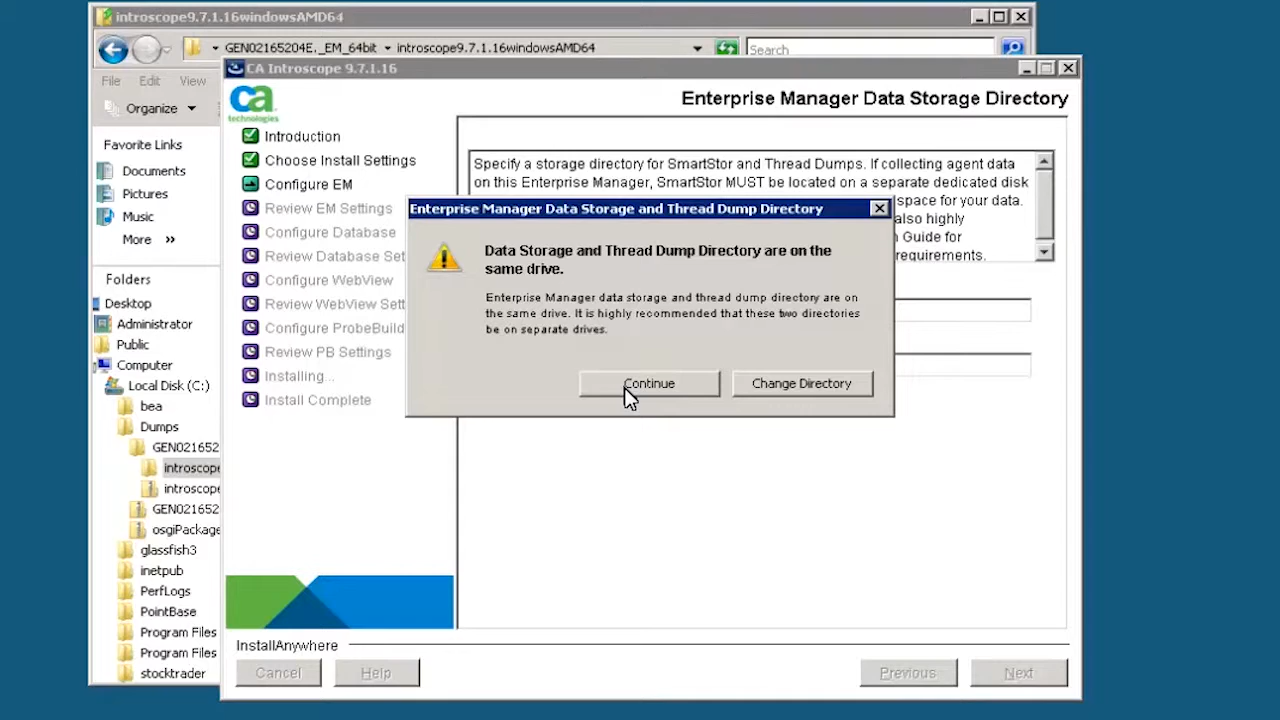 introscope9.7.1.16windowsAMD64
GEN02165204E._EM_64bit
introscope9.7.1.16windowsAMD64
Search
File
Edit
View
Organize
Favorite Links
Documents
Pictures
Music
More >>
Folders
Desktop
Administrator
Public
Computer
Local Disk (C:)
bea
Dumps
GEN021652
introscope
introscope
GEN021652
osgiPackage
glassfish3
inetpub
PerfLogs
PointBase
Program Files
Program Files
stocktrader
CA Introscope 9.7.1.16
ca
technologies
Enterprise Manager Data Storage Directory
Introduction
Choose Install Settings
Configure EM
Review EM Settings
Configure Database
Review Database Set
Configure WebView
Review WebView Sett
Configure ProbeBuild
Review PB Settings
Installing...
Install Complete
Specify a storage directory for SmartStor and Thread Dumps. If collecting agent data
on this Enterprise Manager, SmartStor MUST be located on a separate dedicated disk
space for your data.
also highly
Guide for
requirements.
Enterprise Manager Data Storage and Thread Dump Directory
Data Storage and Thread Dump Directory are on the
same drive.
Enterprise Manager data storage and thread dump directory are on
the same drive. It is highly recommended that these two directories
be on separate drives.
Continue
Change Directory
InstallAnywhere
Cancel
Help
Previous
Next